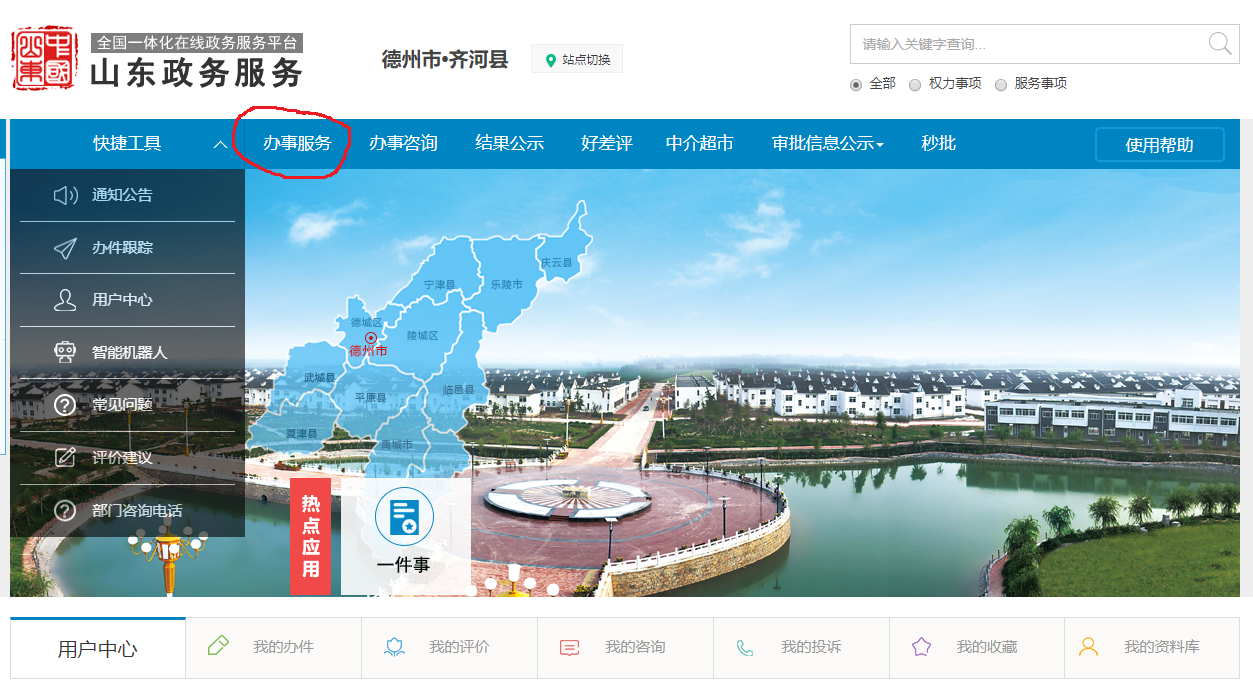 全国一体化在线政务服务平台
山东政务服务
德州市•齐河县
站点切换
请输入关键字查询...
全部 权力事项 服务事项
快捷工具
办事服务 办事咨询 结果公示 好差评 中介超市 审批信息公示 秒批
使用帮助
通知公告
办件跟踪
用户中心
智能机器人
常见问题
评价建议
部门咨询电话
庆云县
宁津县
乐陵市
德城区
陵城区
德州市
武城县
临邑县
平原县
夏津县
禹城市
热点应用
一件事
用户中心 我的办件 我的评价 我的咨询 我的投诉 我的收藏 我的资料库